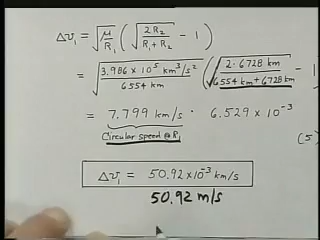 Δv₁ = √(μ/R₁) ( √(2R₂/(R₁ + R₂)) - 1 )
= √(3.986 x 10⁵ km³/s² / 6554 km) ( √(2·6728 km / (6554 km + 6728 km)) - 1
= 7.799 km/s · 6.529 x 10⁻³
Circular speed @ R₁
(5)
Δv₁ = 50.92 x 10⁻³ km/s
50.92 m/s